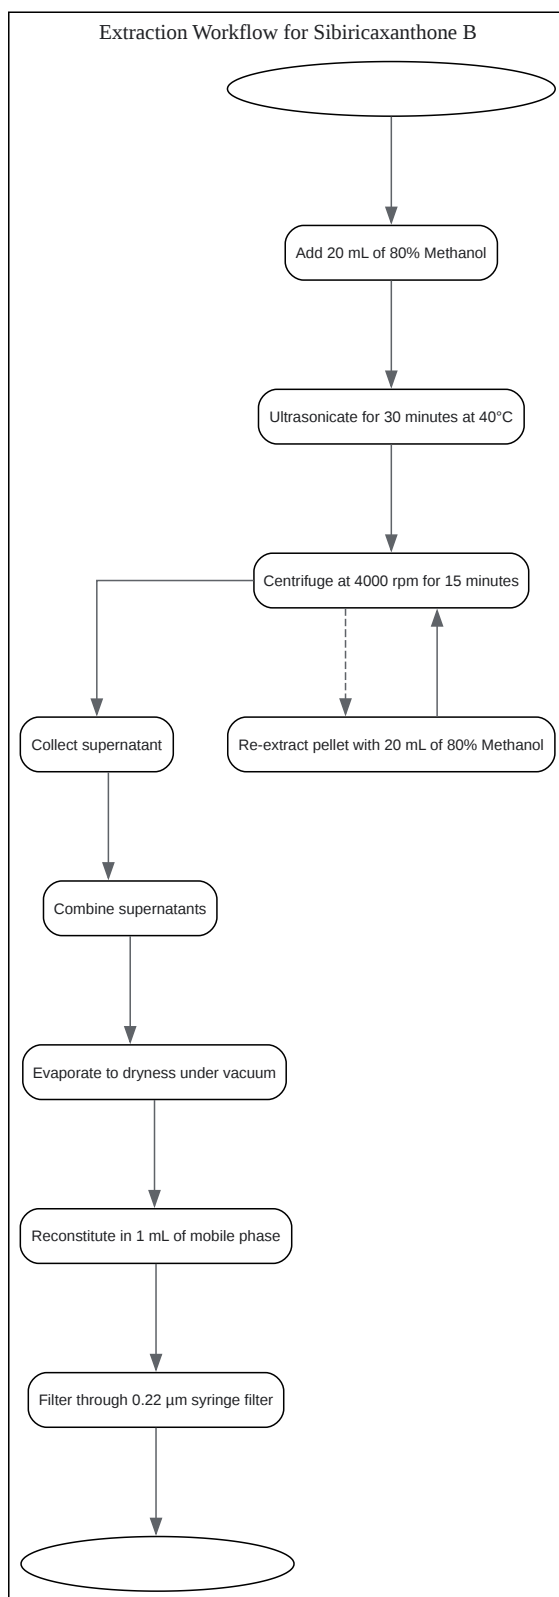 Extraction Workflow for Sibiricaxanthone B
Add 20 mL of 80% Methanol
Ultrasonicate for 30 minutes at 40°C
Centrifuge at 4000 rpm for 15 minutes
Collect supernatant
Re-extract pellet with 20 mL of 80% Methanol
Combine supernatants
Evaporate to dryness under vacuum
Reconstitute in 1 mL of mobile phase
Filter through 0.22 µm syringe filter